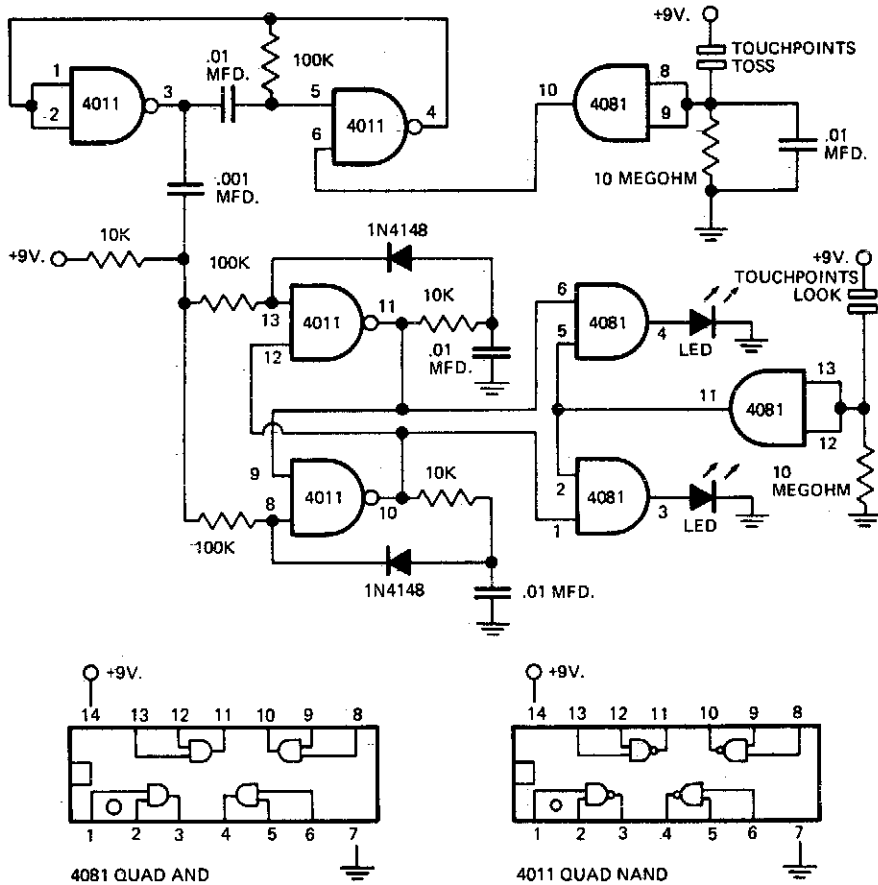 +9V.
TOUCHPOINTS
TOSS
.01
MFD.
100K
1
2
4011
3
5
6
4011
4
10
4081
8
9
.01
MFD.
10 MEGOHM
.001
MFD.
+9V.
10K
100K
1N4148
13
12
4011
11
10K
.01
MFD.
6
5
4081
4
LED
+9V.
TOUCHPOINTS
LOOK
11
4081
13
12
10
MEGOHM
9
8
4011
10
10K
100K
1N4148
.01 MFD.
2
1
4081
3
LED
+9V.
14 13 12 11 10 9 8
1 2 3 4 5 6 7
4081 QUAD AND
+9V.
14 13 12 11 10 9 8
1 2 3 4 5 6 7
4011 QUAD NAND